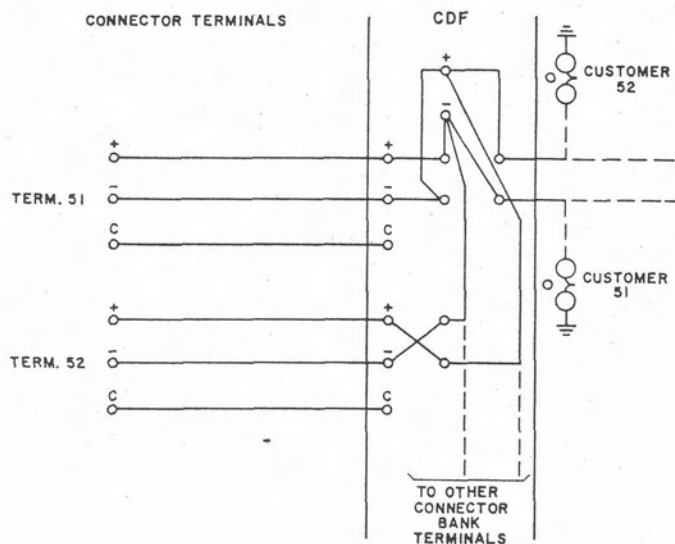 CONNECTOR TERMINALS
CDF
CUSTOMER
52
+
−
+
+
TERM. 51
−
−
C
C
CUSTOMER
51
+
+
TERM. 52
−
−
C
C
TO OTHER
CONNECTOR
BANK
TERMINALS